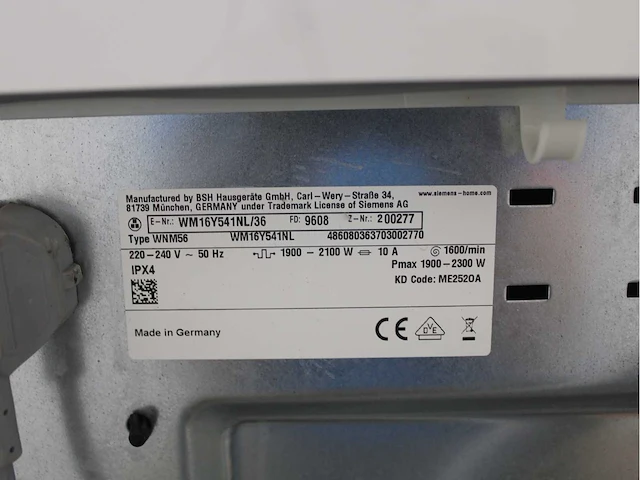 Manufactured by BSH Hausgeräte GmbH, Carl-Wery-Straße 34,
81739 München, GERMANY under Trademark License of Siemens AG
www.siemens-home.com
E-Nr: WM16Y541NL/36 FD: 9608 Z-Nr: 200277
Type WNM56 WM16Y541NL 486080363703002770
220-240 V ~ 50 Hz 1900-2100 W 10 A 1600/min
IPX4 Pmax 1900-2300 W
KD Code: ME252OA
Made in Germany CE DVE